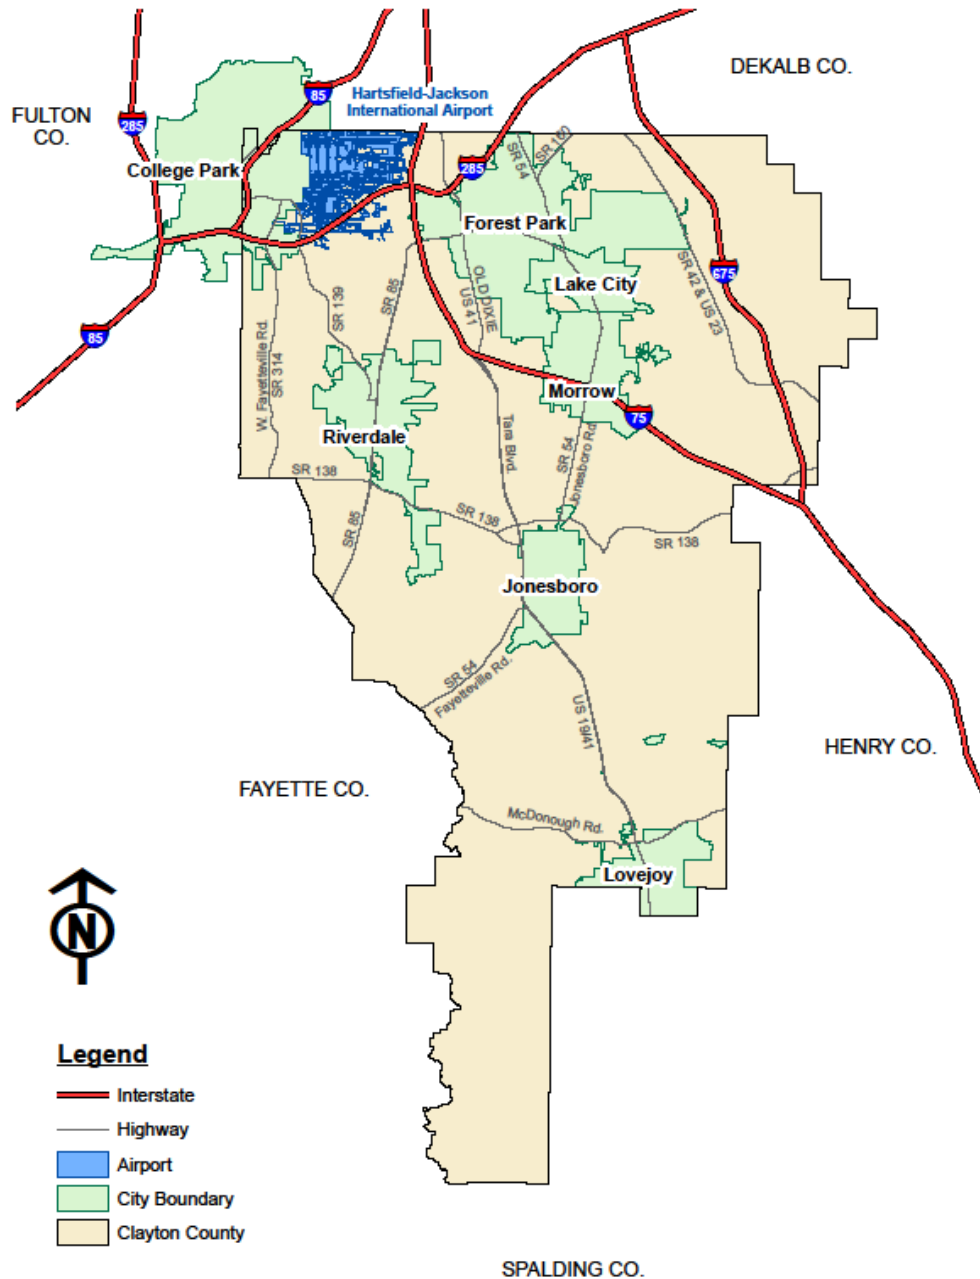 DEKALB CO.
FULTON
CO.
85
Hartsfield-Jackson
International Airport
285
College Park
285
SR 54
SR 160
Forest Park
Lake City
675
SR 42 & US 23
OLD DIXIE
US 41
SR 85
SR 139
W. Fayetteville Rd.
SR 314
85
Morrow
75
Riverdale
Tara Blvd.
SR 54
Jonesboro Rd.
SR 138
SR 85
SR 138
SR 138
Jonesboro
SR 54
Fayetteville Rd.
US 19/41
HENRY CO.
FAYETTE CO.
McDonough Rd.
Lovejoy
N
Legend
Interstate
Highway
Airport
City Boundary
Clayton County
SPALDING CO.